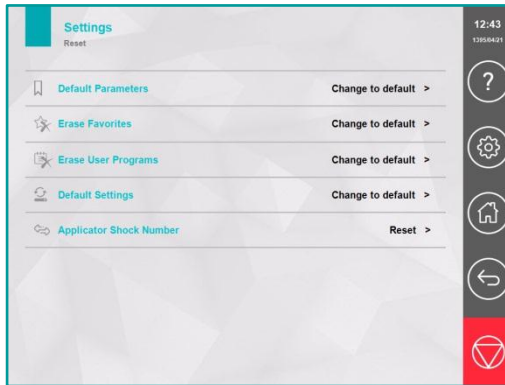 Settings
Reset
12:43
1395/04/21
Default Parameters Change to default >
Erase Favorites Change to default >
Erase User Programs Change to default >
Default Settings Change to default >
Applicator Shock Number Reset >
?